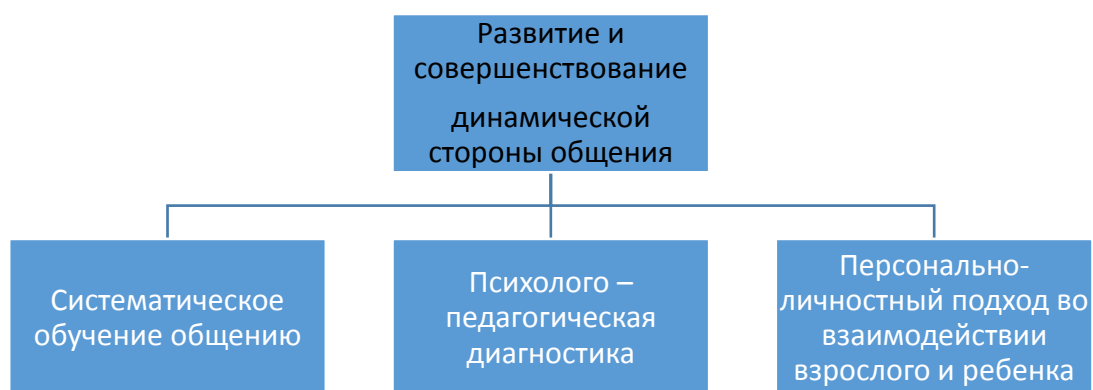 Развитие и
совершенствование
динамической
стороны общения
Систематическое
обучение общению
Психолого –
педагогическая
диагностика
Персонально-
личностный подход во
взаимодействии
взрослого и ребенка